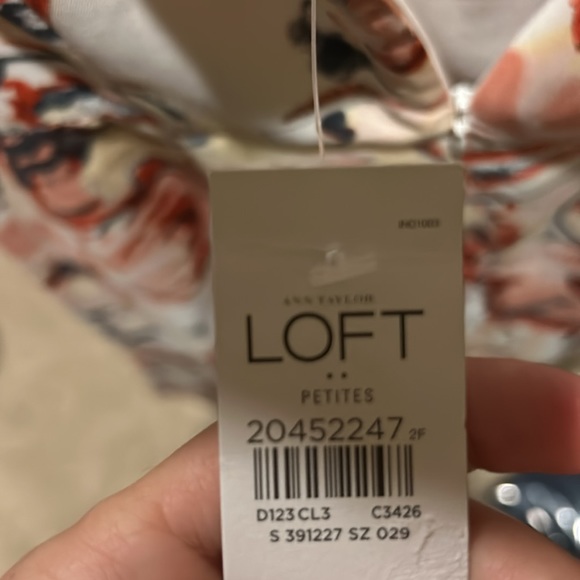 ANN TAYLOR
LOFT
PETITES
20452247 2F
D123 CL3 C3426
S 391227 SZ 029